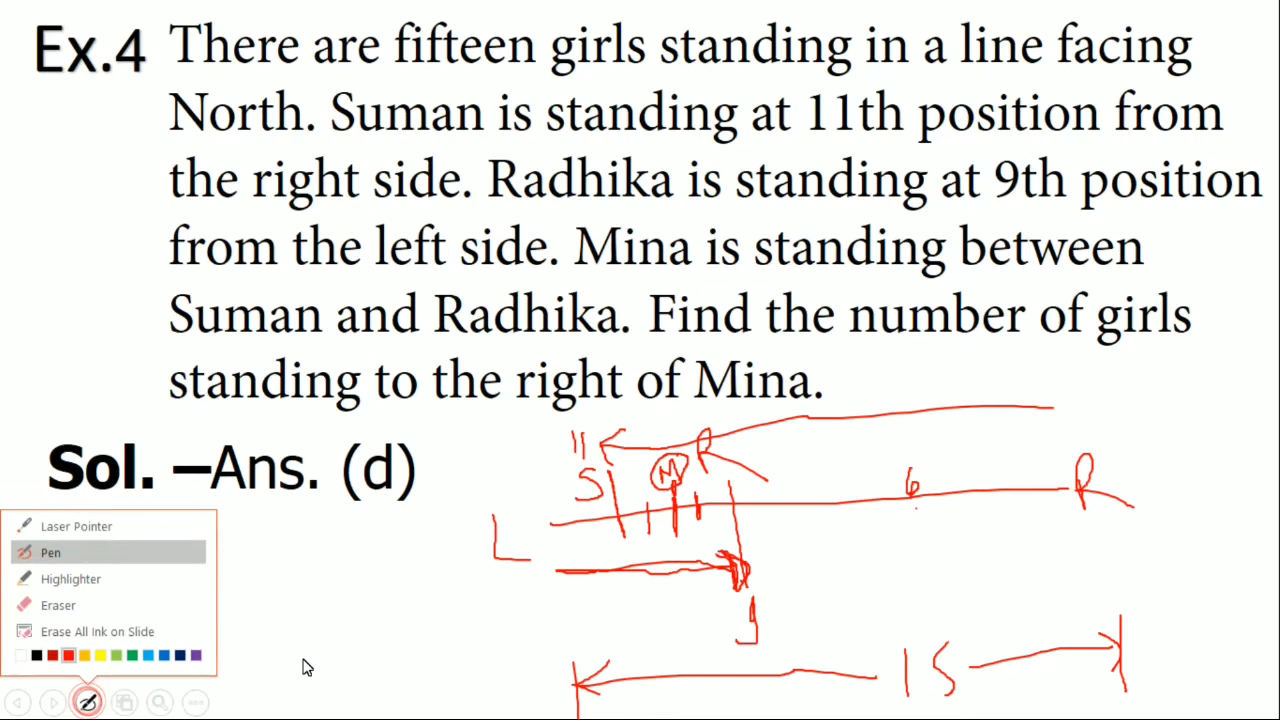 Ex.4 There are fifteen girls standing in a line facing
North. Suman is standing at 11th position from
the right side. Radhika is standing at 9th position
from the left side. Mina is standing between
Suman and Radhika. Find the number of girls
standing to the right of Mina.
Sol. –Ans. (d)
11 R
S M 6 R
L
9
15
Laser Pointer
Pen
Highlighter
Eraser
Erase All Ink on Slide